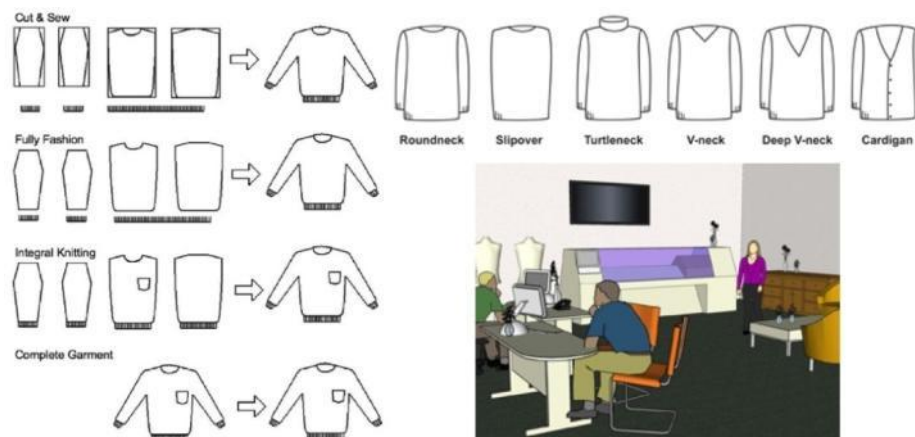 Cut & Sew
Fully Fashion
Integral Knitting
Complete Garment
Roundneck Slipover Turtleneck V-neck Deep V-neck Cardigan